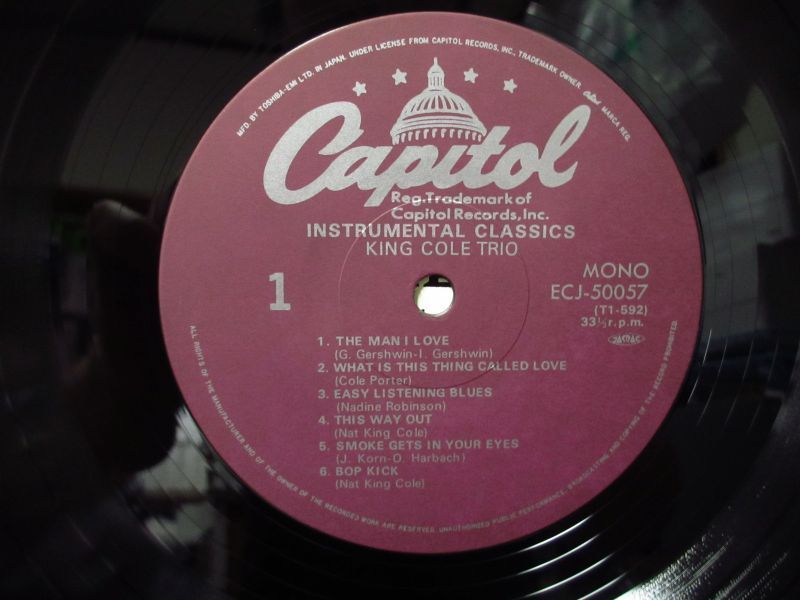 MFD. BY TOSHIBA-EMI LTD. IN JAPAN. UNDER LICENSE FROM CAPITOL RECORDS, INC., TRADEMARK OWNER. Capitol MARCA REG.
Capitol
Reg. Trademark of
Capitol Records, Inc.
INSTRUMENTAL CLASSICS
KING COLE TRIO
1
MONO
ECJ-50057
(T1-592)
33⅓r.p.m.
JASRAC
1. THE MAN I LOVE
(G. Gershwin-I. Gershwin)
2. WHAT IS THIS THING CALLED LOVE
(Cole Porter)
3. EASY LISTENING BLUES
(Nadine Robinson)
4. THIS WAY OUT
(Nat King Cole)
5. SMOKE GETS IN YOUR EYES
(J. Korn-O. Harbach)
6. BOP KICK
(Nat King Cole)
ALL RIGHTS OF THE MANUFACTURER AND OF THE OWNER OF THE RECORDED WORK ARE RESERVED. UNAUTHORIZED PUBLIC PERFORMANCE, BROADCASTING AND COPYING OF THE RECORD PROHIBITED.